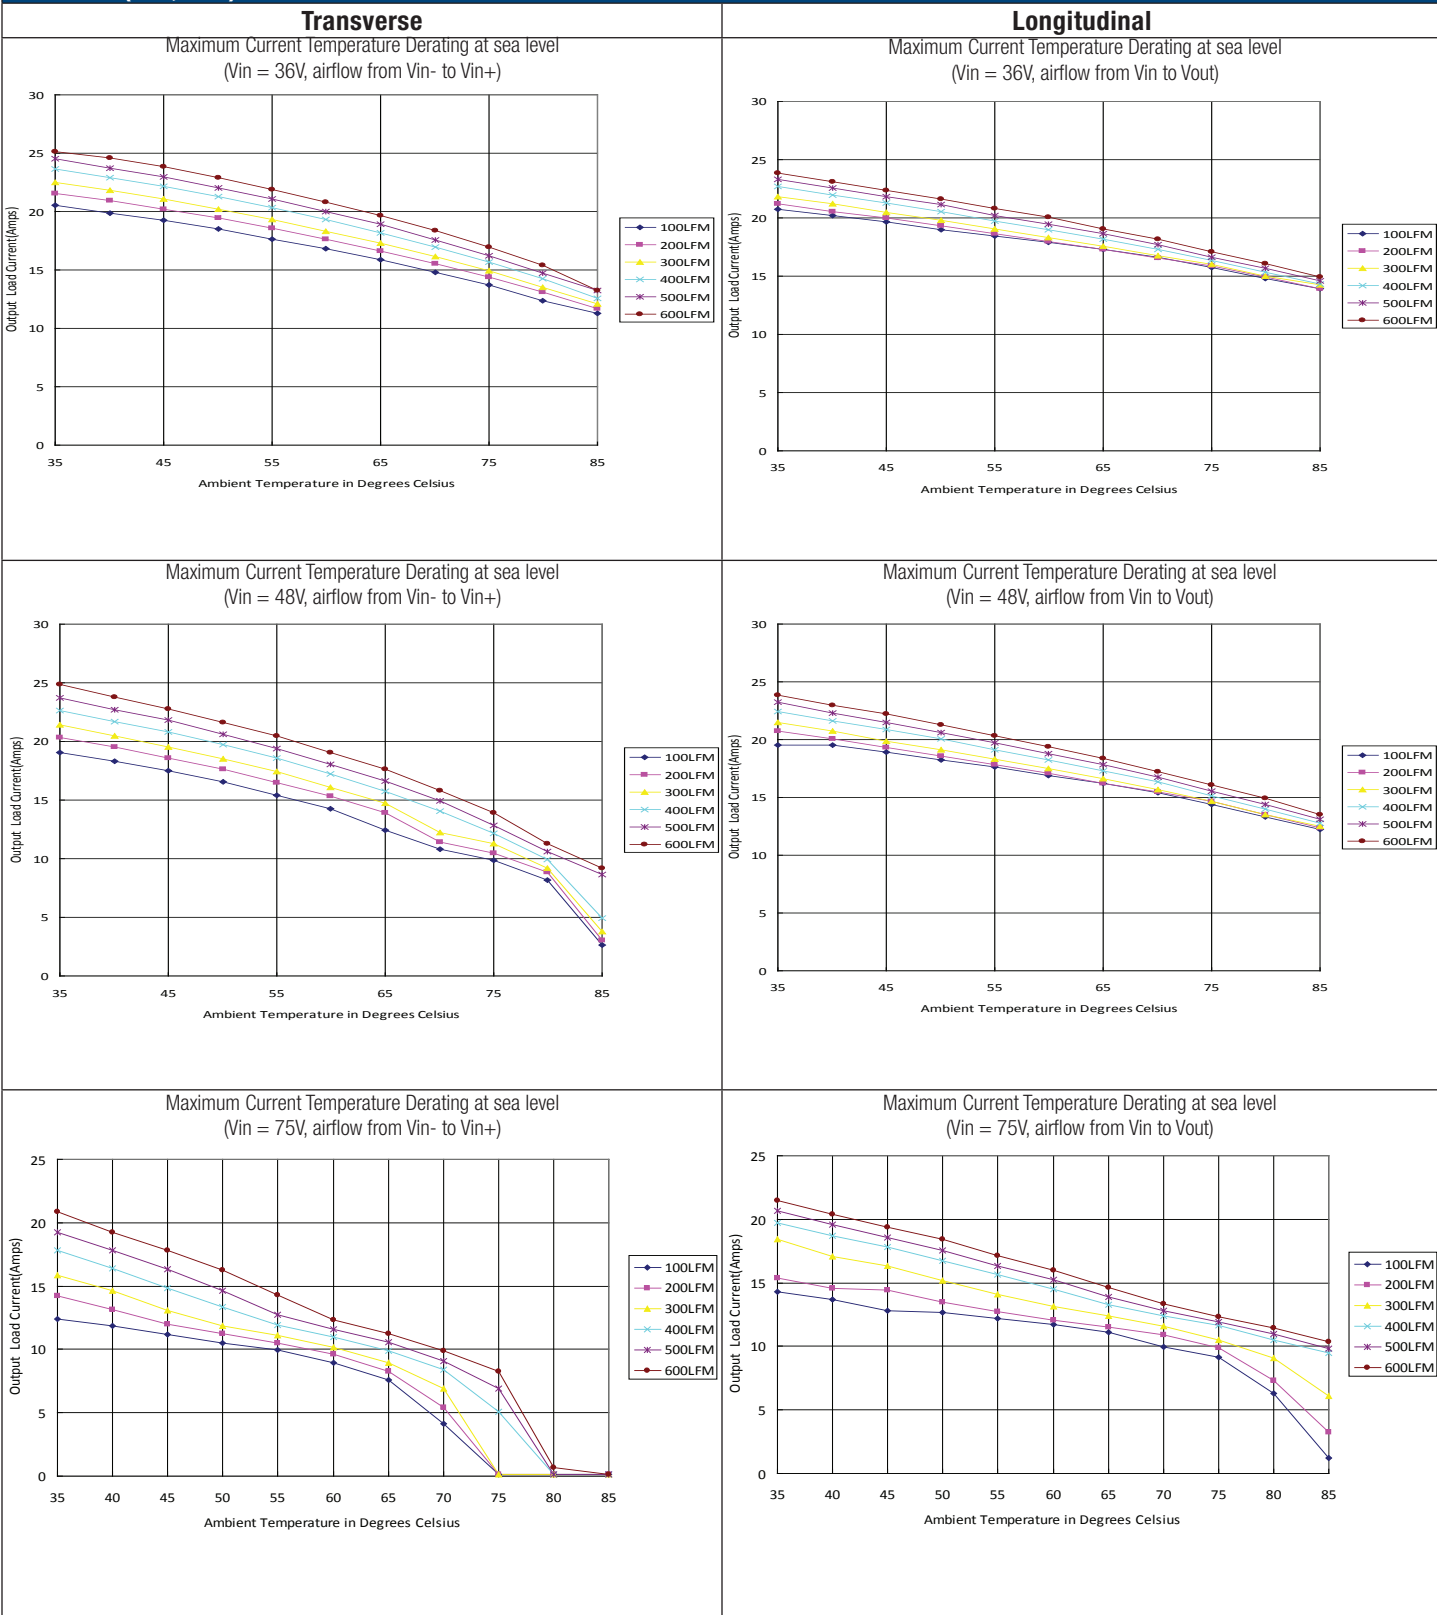 Transverse
Longitudinal
Maximum Current Temperature Derating at sea level
(Vin = 36V, airflow from Vin- to Vin+)
30
25
20
15
10
5
0
35
45
55
65
75
85
Output Load Current(Amps)
Ambient Temperature in Degrees Celsius
100LFM
200LFM
300LFM
400LFM
500LFM
600LFM
Maximum Current Temperature Derating at sea level
(Vin = 36V, airflow from Vin to Vout)
30
25
20
15
10
5
0
35
45
55
65
75
85
Output Load Current(Amps)
Ambient Temperature in Degrees Celsius
100LFM
200LFM
300LFM
400LFM
500LFM
600LFM
Maximum Current Temperature Derating at sea level
(Vin = 48V, airflow from Vin- to Vin+)
30
25
20
15
10
5
0
35
45
55
65
75
85
Output Load Current(Amps)
Ambient Temperature in Degrees Celsius
100LFM
200LFM
300LFM
400LFM
500LFM
600LFM
Maximum Current Temperature Derating at sea level
(Vin = 48V, airflow from Vin to Vout)
30
25
20
15
10
5
0
35
45
55
65
75
85
Output Load Current(Amps)
Ambient Temperature in Degrees Celsius
100LFM
200LFM
300LFM
400LFM
500LFM
600LFM
Maximum Current Temperature Derating at sea level
(Vin = 75V, airflow from Vin- to Vin+)
25
20
15
10
5
0
35
40
45
50
55
60
65
70
75
80
85
Output Load Current(Amps)
Ambient Temperature in Degrees Celsius
100LFM
200LFM
300LFM
400LFM
500LFM
600LFM
Maximum Current Temperature Derating at sea level
(Vin = 75V, airflow from Vin to Vout)
25
20
15
10
5
0
35
40
45
50
55
60
65
70
75
80
85
Output Load Current(Amps)
Ambient Temperature in Degrees Celsius
100LFM
200LFM
300LFM
400LFM
500LFM
600LFM